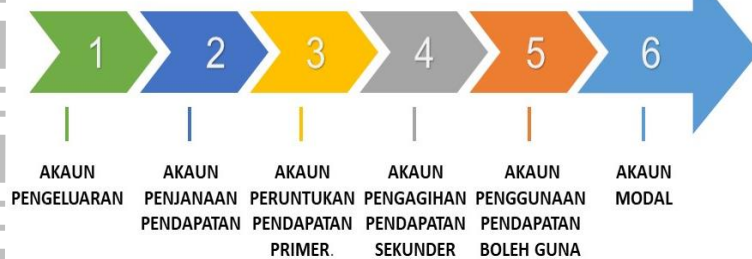 1 2 3 4 5 6
AKAUN PENGELUARAN
AKAUN PENJANAAN PENDAPATAN
AKAUN PERUNTUKAN PENDAPATAN PRIMER.
AKAUN PENGAGIHAN PENDAPATAN SEKUNDER
AKAUN PENGGUNAAN PENDAPATAN BOLEH GUNA
AKAUN MODAL